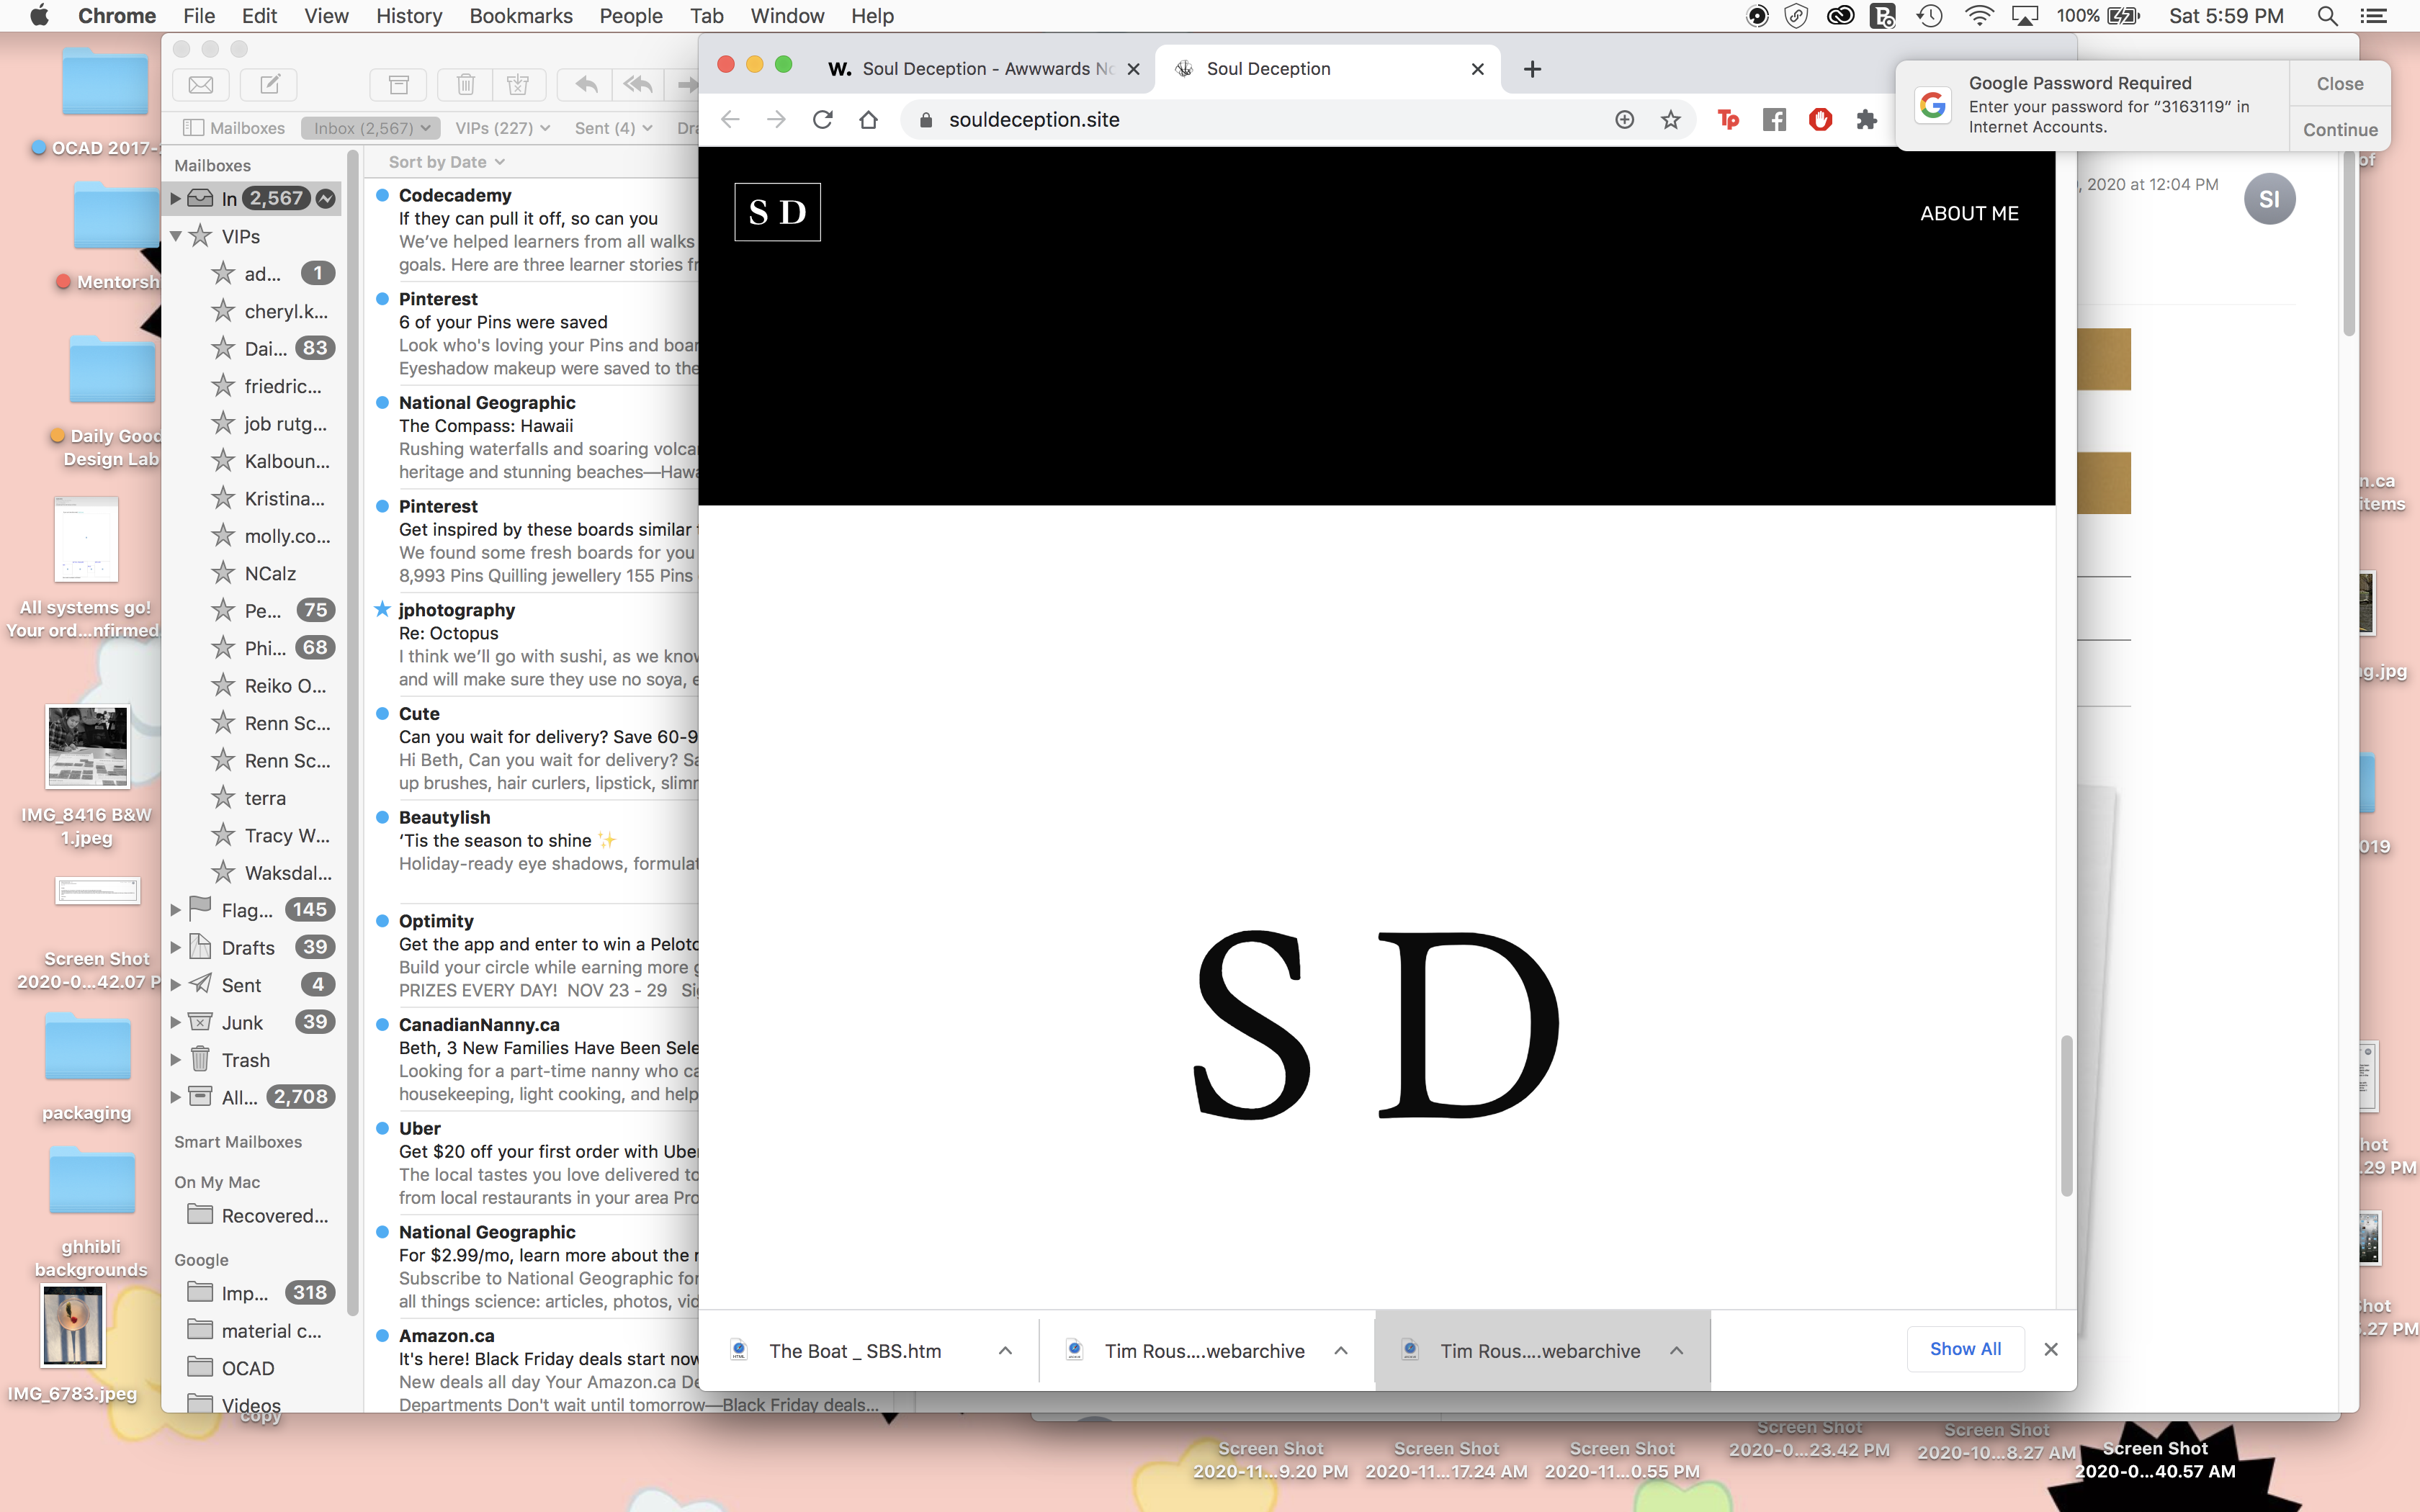 Chrome File Edit View History Bookmarks People Tab Window Help
100% Sat 5:59 PM
OCAD 2017-
Mentorsh
Daily Good
Design Lab
All systems go!
Your ord...nfirmed
IMG_8416 B&W
1.jpeg
Screen Shot
2020-0...42.07 P
packaging
ghhibli
backgrounds
IMG_6783.jpeg
copy
Mailboxes Inbox (2,567) VIPs (227) Sent (4) Dra
Mailboxes
In 2,567
VIPs
ad... 1
cheryl.k...
Dai... 83
friedric...
job rutg...
Kalboun...
Kristina...
molly.co...
NCalz
Pe... 75
Phi... 68
Reiko O...
Renn Sc...
Renn Sc...
terra
Tracy W...
Waksdal...
Flag... 145
Drafts 39
Sent 4
Junk 39
Trash
All... 2,708
Smart Mailboxes
On My Mac
Recovered...
Google
Imp... 318
material c...
OCAD
Videos
Sort by Date
Codecademy
If they can pull it off, so can you
We've helped learners from all walks
goals. Here are three learner stories fr
Pinterest
6 of your Pins were saved
Look who's loving your Pins and boar
Eyeshadow makeup were saved to the
National Geographic
The Compass: Hawaii
Rushing waterfalls and soaring volca
heritage and stunning beaches—Hawa
Pinterest
Get inspired by these boards similar
We found some fresh boards for you
8,993 Pins Quilling jewellery 155 Pins
jphotography
Re: Octopus
I think we'll go with sushi, as we know
and will make sure they use no soya, e
Cute
Can you wait for delivery? Save 60-9
Hi Beth, Can you wait for delivery? Sa
up brushes, hair curlers, lipstick, slimr
Beautylish
‘Tis the season to shine ✨
Holiday-ready eye shadows, formulat
Optimity
Get the app and enter to win a Peloto
Build your circle while earning more g
PRIZES EVERY DAY! NOV 23 - 29 Si
CanadianNanny.ca
Beth, 3 New Families Have Been Sele
Looking for a part-time nanny who ca
housekeeping, light cooking, and help
Uber
Get $20 off your first order with Uber
The local tastes you love delivered to
from local restaurants in your area Pro
National Geographic
For $2.99/mo, learn more about the r
Subscribe to National Geographic for
all things science: articles, photos, vid
Amazon.ca
It's here! Black Friday deals start now
New deals all day Your Amazon.ca De
Departments Don't wait until tomorrow—Black Friday deals...
W. Soul Deception - Awwwards No
Soul Deception
souldeception.site
Tp
S D
ABOUT ME
S D
The Boat _ SBS.htm
Tim Rous....webarchive
Tim Rous....webarchive
Show All
Google Password Required
Enter your password for “3163119” in
Internet Accounts.
Close
Continue
, 2020 at 12:04 PM
SI
of
n.ca
items
g.jpg
019
hot
.29 PM
hot
.27 PM
Screen Shot
2020-11...9.20 PM
Screen Shot
2020-11...17.24 AM
Screen Shot
2020-11...0.55 PM
Screen Shot
2020-0...23.42 PM
Screen Shot
2020-10...8.27 AM
Screen Shot
2020-0...40.57 AM